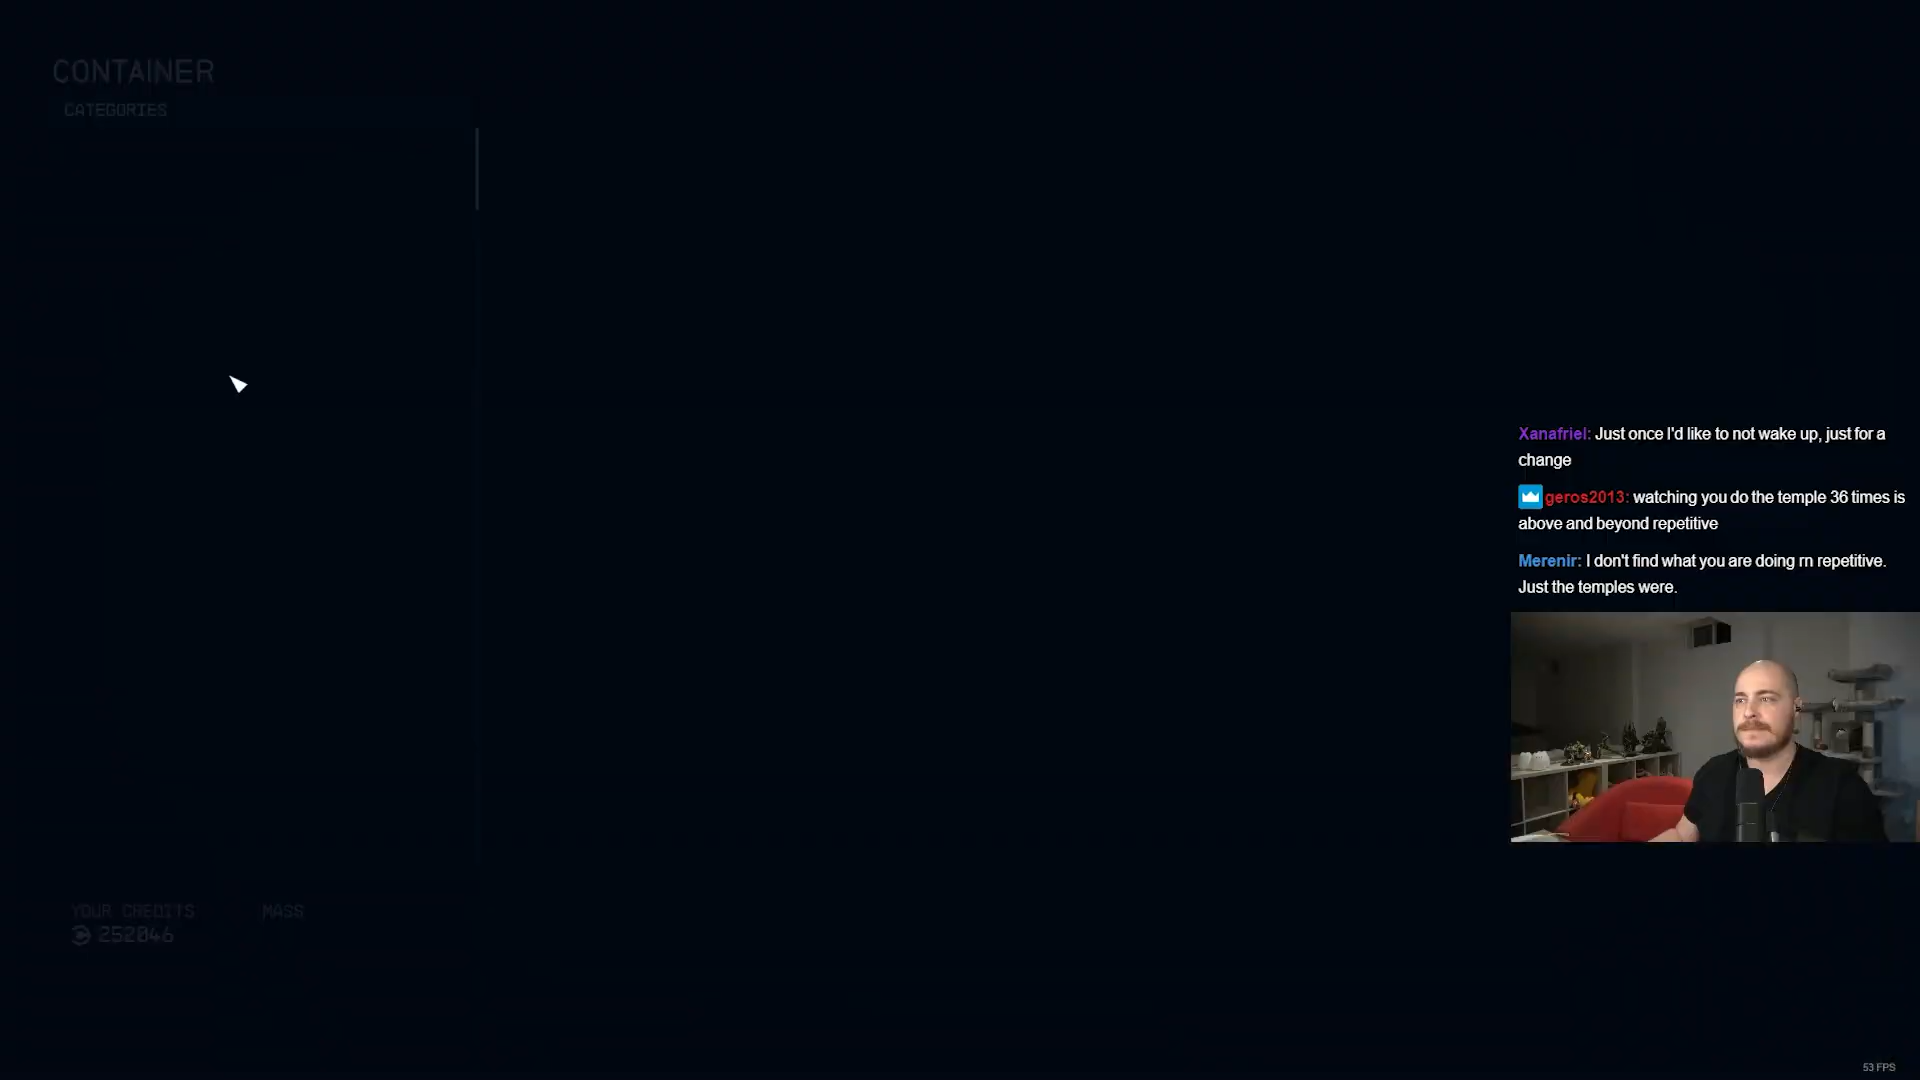 CONTAINER
CATEGORIES
Xanafriel: Just once I'd like to not wake up, just for a
change
geros2013: watching you do the temple 36 times is
above and beyond repetitive
Merenir: I don't find what you are doing rn repetitive.
Just the temples were.
YOUR CREDITS MASS
252046
53 FPS